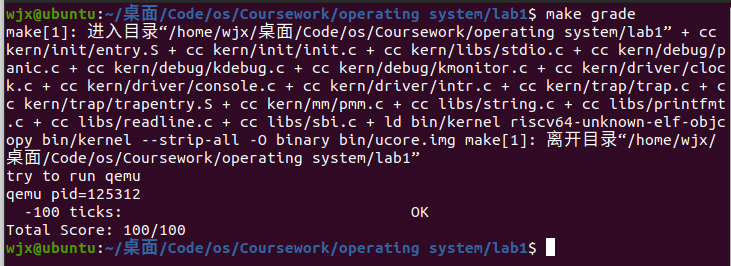 wjx@ubuntu:~/桌面/Code/os/Coursework/operating system/lab1$ make grade
make[1]: 进入目录“/home/wjx/桌面/Code/os/Coursework/operating system/lab1” + cc
kern/init/entry.S + cc kern/init/init.c + cc kern/libs/stdio.c + cc kern/debug/p
anic.c + cc kern/debug/kdebug.c + cc kern/debug/kmonitor.c + cc kern/driver/cloc
k.c + cc kern/driver/console.c + cc kern/driver/intr.c + cc kern/trap/trap.c + c
c kern/trap/trapentry.S + cc kern/mm/pmm.c + cc libs/string.c + cc libs/printfmt
.c + cc libs/readline.c + cc libs/sbi.c + ld bin/kernel riscv64-unknown-elf-objc
opy bin/kernel --strip-all -O binary bin/ucore.img make[1]: 离开目录“/home/wjx/
桌面/Code/os/Coursework/operating system/lab1”
try to run qemu
qemu pid=125312
  -100 ticks:                                  OK
Total Score: 100/100
wjx@ubuntu:~/桌面/Code/os/Coursework/operating system/lab1$